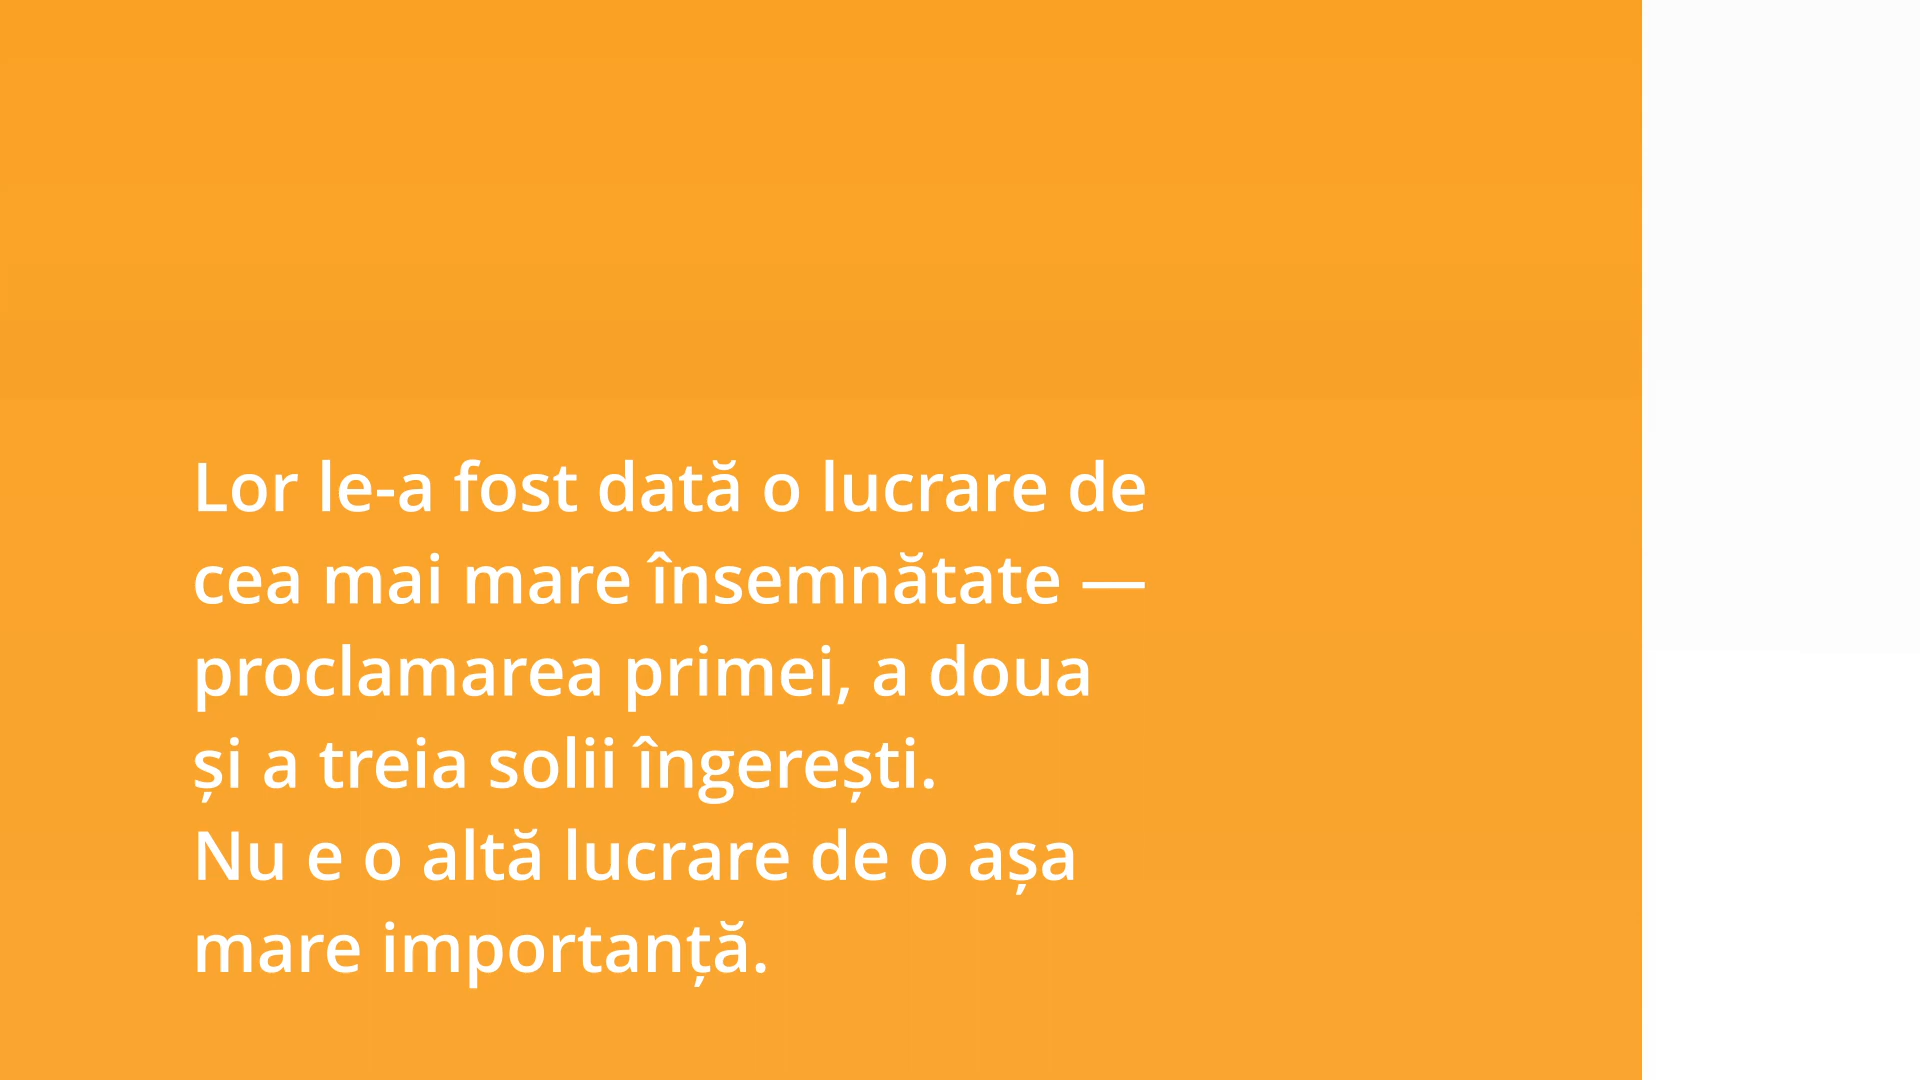 Lor le-a fost dată o lucrare de
cea mai mare însemnătate —
proclamarea primei, a doua
și a treia solii îngerești.
Nu e o altă lucrare de o așa
mare importanță.